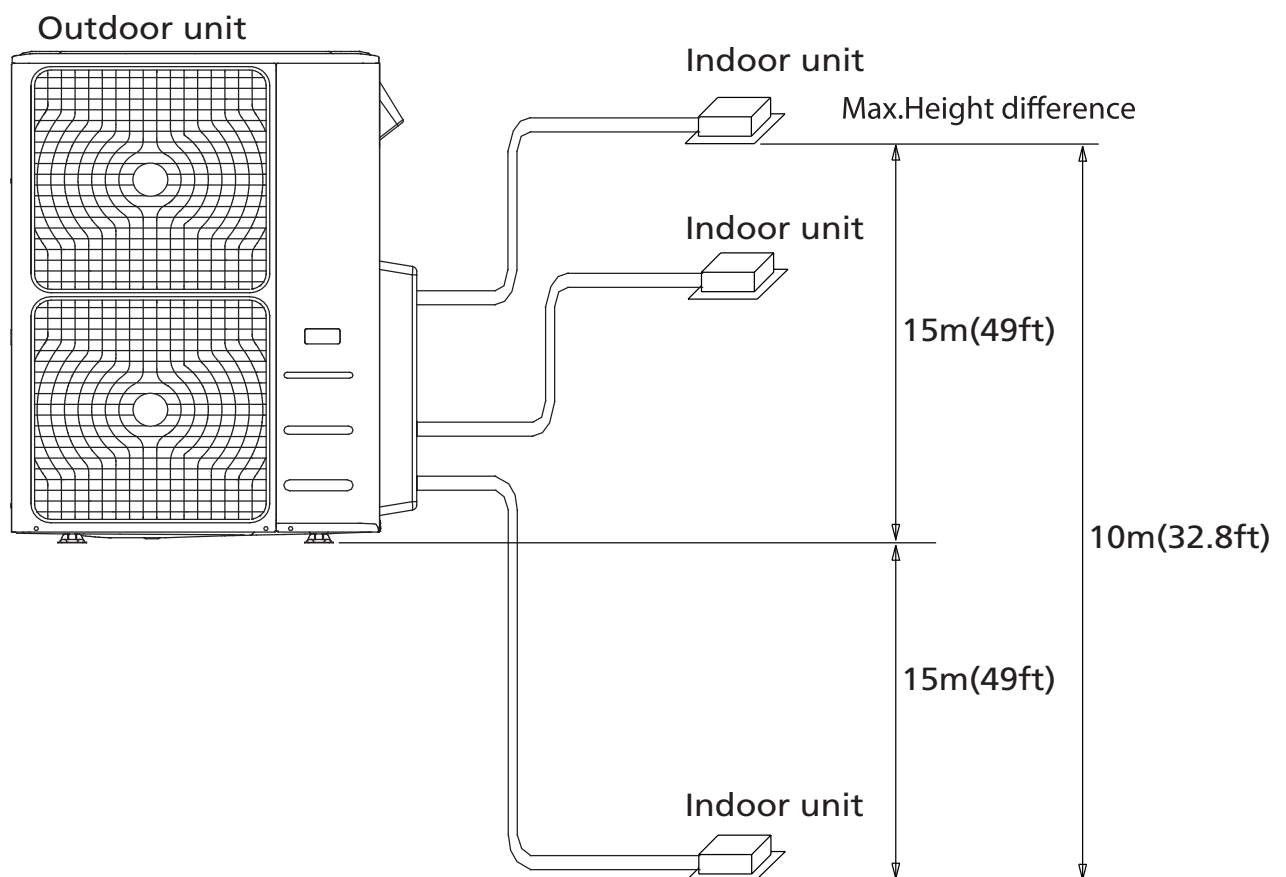 Outdoor unit
Indoor unit
Max.Height difference
Indoor unit
15m(49ft)
10m(32.8ft)
15m(49ft)
Indoor unit